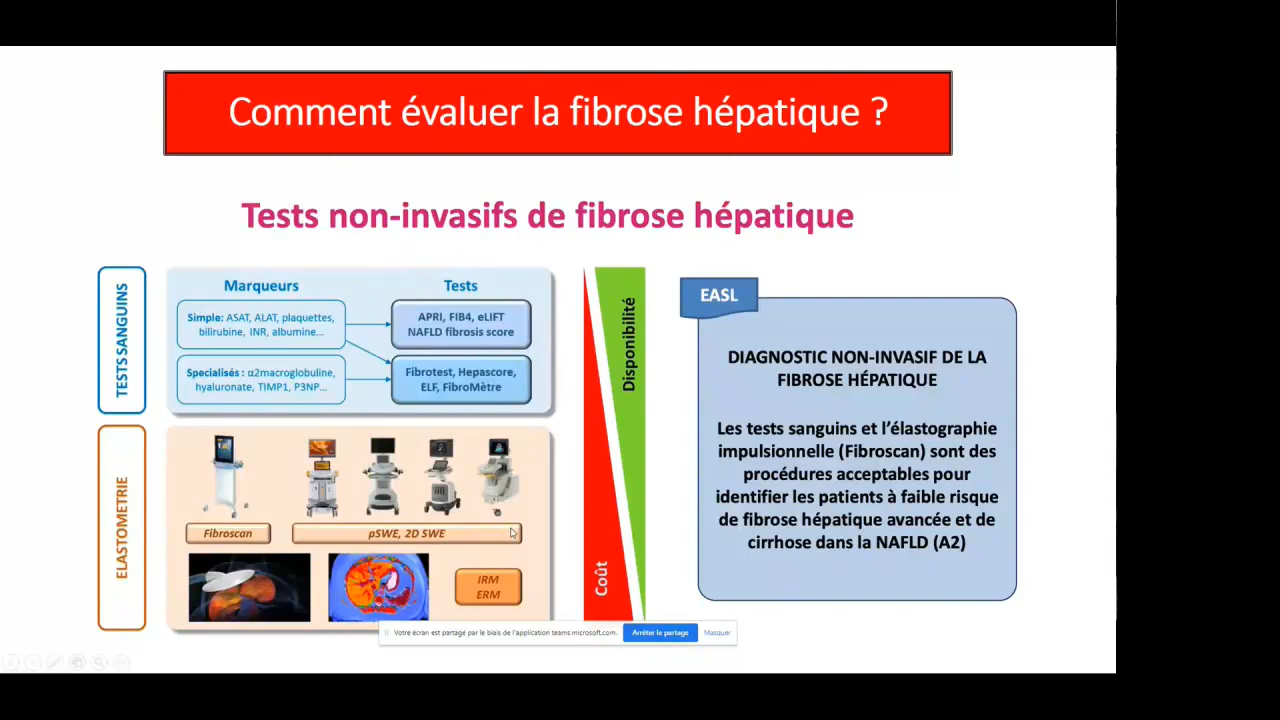 Comment évaluer la fibrose hépatique ?
Tests non-invasifs de fibrose hépatique
TESTS SANGUINS
Marqueurs
Tests
Simple: ASAT, ALAT, plaquettes,
bilirubine, INR, albumine...
APRI, FIB4, eLIFT
NAFLD fibrosis score
Specialisés : α2macroglobuline,
hyaluronate, TIMP1, P3NP...
Fibrotest, Hepascore,
ELF, FibroMètre
ELASTOMETRIE
Fibroscan
pSWE, 2D SWE
IRM
ERM
Coût
Disponibilité
EASL
DIAGNOSTIC NON-INVASIF DE LA
FIBROSE HÉPATIQUE
Les tests sanguins et l'élastographie
impulsionnelle (Fibroscan) sont des
procédures acceptables pour
identifier les patients à faible risque
de fibrose hépatique avancée et de
cirrhose dans la NAFLD (A2)
Votre écran est partagé par le biais de l'application teams.microsoft.com.
Arrêter le partage
Masquer